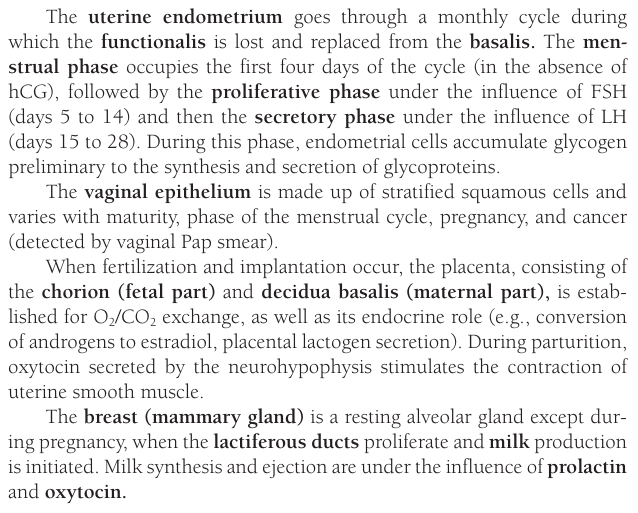 The uterine endometrium goes through a monthly cycle during
which the functionalis is lost and replaced from the basalis. The men-
strual phase occupies the first four days of the cycle (in the absence of
hCG), followed by the proliferative phase under the influence of FSH
(days 5 to 14) and then the secretory phase under the influence of LH
(days 15 to 28). During this phase, endometrial cells accumulate glycogen
preliminary to the synthesis and secretion of glycoproteins.
The vaginal epithelium is made up of stratified squamous cells and
varies with maturity, phase of the menstrual cycle, pregnancy, and cancer
(detected by vaginal Pap smear).
When fertilization and implantation occur, the placenta, consisting of
the chorion (fetal part) and decidua basalis (maternal part), is estab-
lished for O₂/CO₂ exchange, as well as its endocrine role (e.g., conversion
of androgens to estradiol, placental lactogen secretion). During parturition,
oxytocin secreted by the neurohypophysis stimulates the contraction of
uterine smooth muscle.
The breast (mammary gland) is a resting alveolar gland except dur-
ing pregnancy, when the lactiferous ducts proliferate and milk production
is initiated. Milk synthesis and ejection are under the influence of prolactin
and oxytocin.